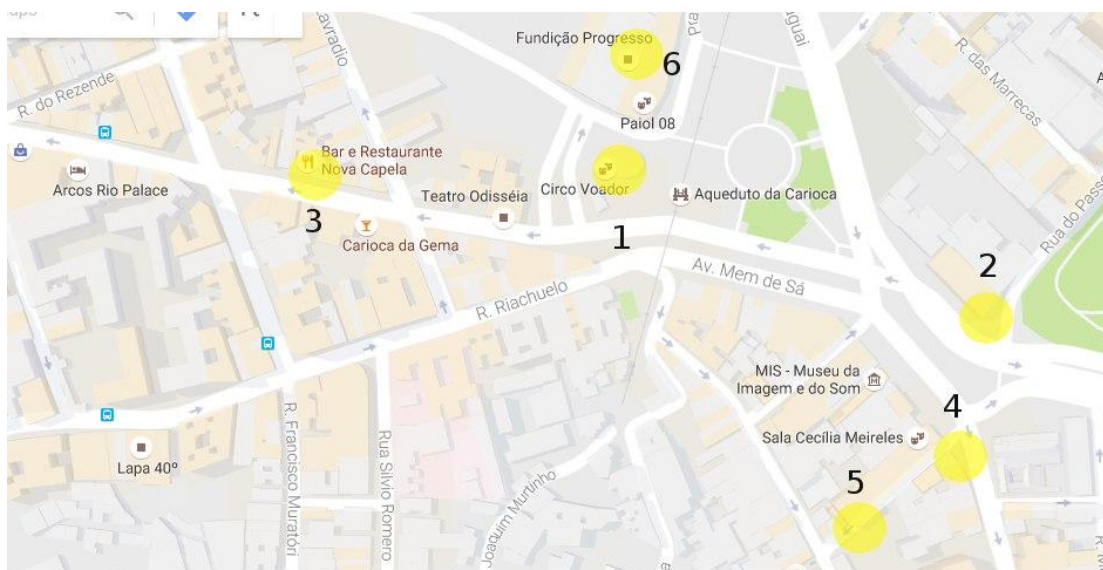 Fundição Progresso
6
Paiol 08
R. das Marrecas
R. do Rezende
Bar e Restaurante
Nova Capela
Arcos Rio Palace
Teatro Odisséia
Circo Voador
Aqueduto da Carioca
Rua do Passe
3
Carioca da Gema
1
Av. Mem de Sá
2
R. Riachuelo
MIS - Museu da
Imagem e do Som
4
Sala Cecília Meireles
5
Lapa 40º
R. Francisco Muratóri
Rua Silvio Romero
Joaquim Murtinho